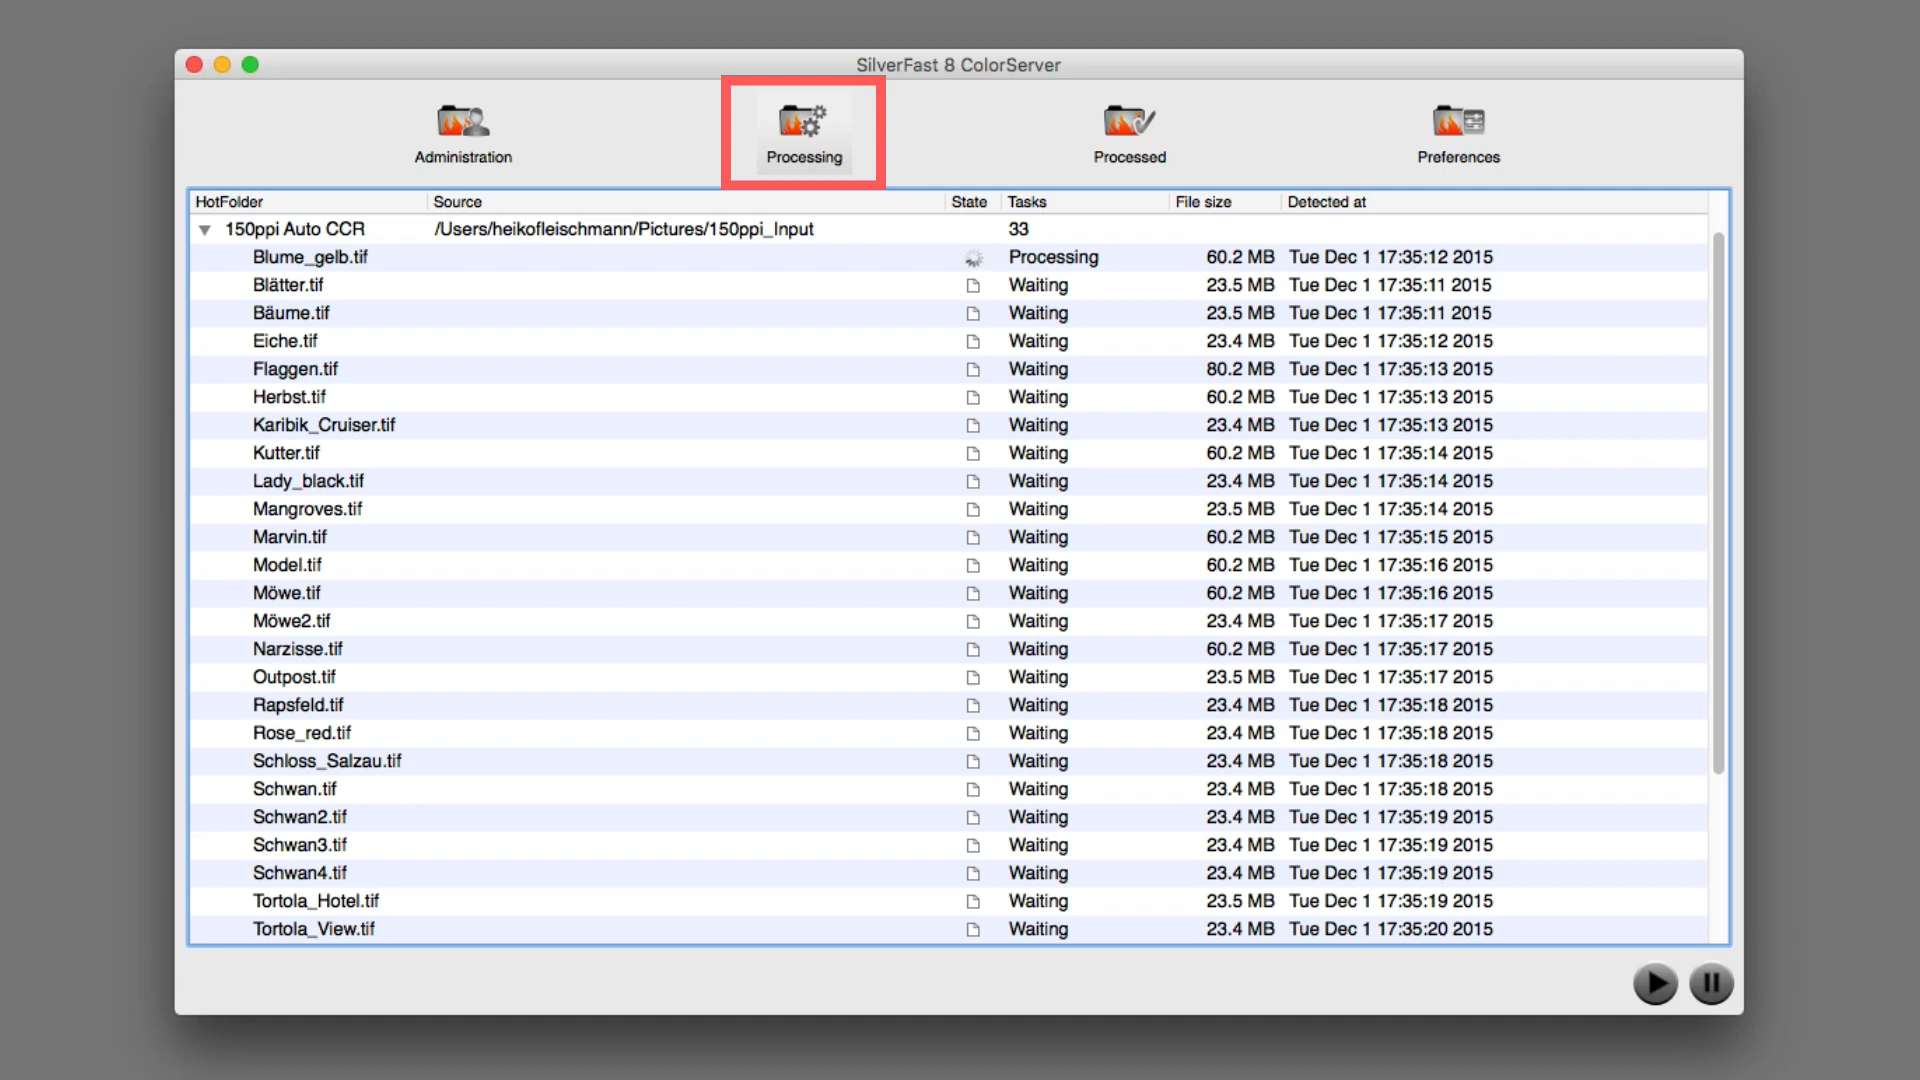 SilverFast 8 ColorServer
Administration Processing Processed Preferences
HotFolder Source State Tasks File size Detected at
150ppi Auto CCR /Users/heikofleischmann/Pictures/150ppi_Input 33
Blume_gelb.tif Processing 60.2 MB Tue Dec 1 17:35:12 2015
Blätter.tif Waiting 23.5 MB Tue Dec 1 17:35:11 2015
Bäume.tif Waiting 23.5 MB Tue Dec 1 17:35:11 2015
Eiche.tif Waiting 23.4 MB Tue Dec 1 17:35:12 2015
Flaggen.tif Waiting 80.2 MB Tue Dec 1 17:35:13 2015
Herbst.tif Waiting 60.2 MB Tue Dec 1 17:35:13 2015
Karibik_Cruiser.tif Waiting 23.4 MB Tue Dec 1 17:35:13 2015
Kutter.tif Waiting 60.2 MB Tue Dec 1 17:35:14 2015
Lady_black.tif Waiting 23.4 MB Tue Dec 1 17:35:14 2015
Mangroves.tif Waiting 23.5 MB Tue Dec 1 17:35:14 2015
Marvin.tif Waiting 60.2 MB Tue Dec 1 17:35:15 2015
Model.tif Waiting 60.2 MB Tue Dec 1 17:35:16 2015
Möwe.tif Waiting 60.2 MB Tue Dec 1 17:35:16 2015
Möwe2.tif Waiting 23.4 MB Tue Dec 1 17:35:17 2015
Narzisse.tif Waiting 60.2 MB Tue Dec 1 17:35:17 2015
Outpost.tif Waiting 23.5 MB Tue Dec 1 17:35:17 2015
Rapsfeld.tif Waiting 23.4 MB Tue Dec 1 17:35:18 2015
Rose_red.tif Waiting 23.4 MB Tue Dec 1 17:35:18 2015
Schloss_Salzau.tif Waiting 23.4 MB Tue Dec 1 17:35:18 2015
Schwan.tif Waiting 23.4 MB Tue Dec 1 17:35:18 2015
Schwan2.tif Waiting 23.4 MB Tue Dec 1 17:35:19 2015
Schwan3.tif Waiting 23.4 MB Tue Dec 1 17:35:19 2015
Schwan4.tif Waiting 23.4 MB Tue Dec 1 17:35:19 2015
Tortola_Hotel.tif Waiting 23.5 MB Tue Dec 1 17:35:19 2015
Tortola_View.tif Waiting 23.4 MB Tue Dec 1 17:35:20 2015